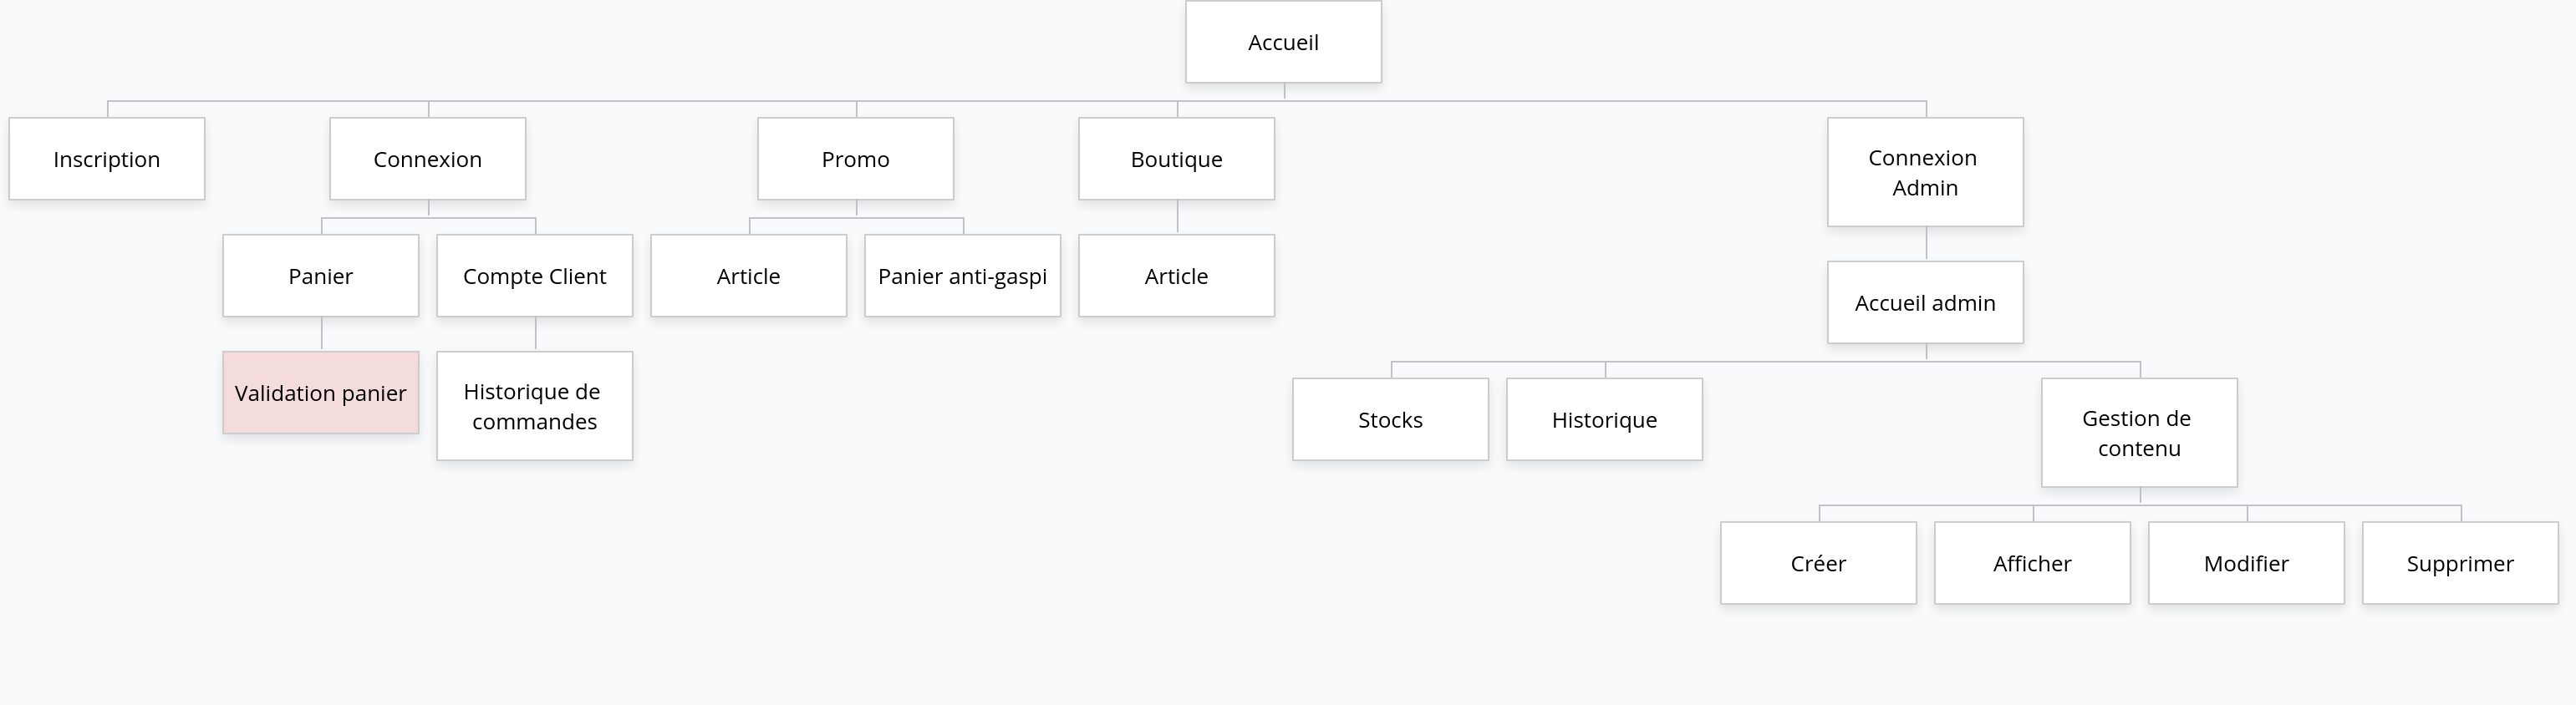 Accueil
Inscription
Connexion
Promo
Boutique
Connexion
Admin
Panier
Compte Client
Article
Panier anti-gaspi
Article
Accueil admin
Validation panier
Historique de
commandes
Stocks
Historique
Gestion de
contenu
Créer
Afficher
Modifier
Supprimer